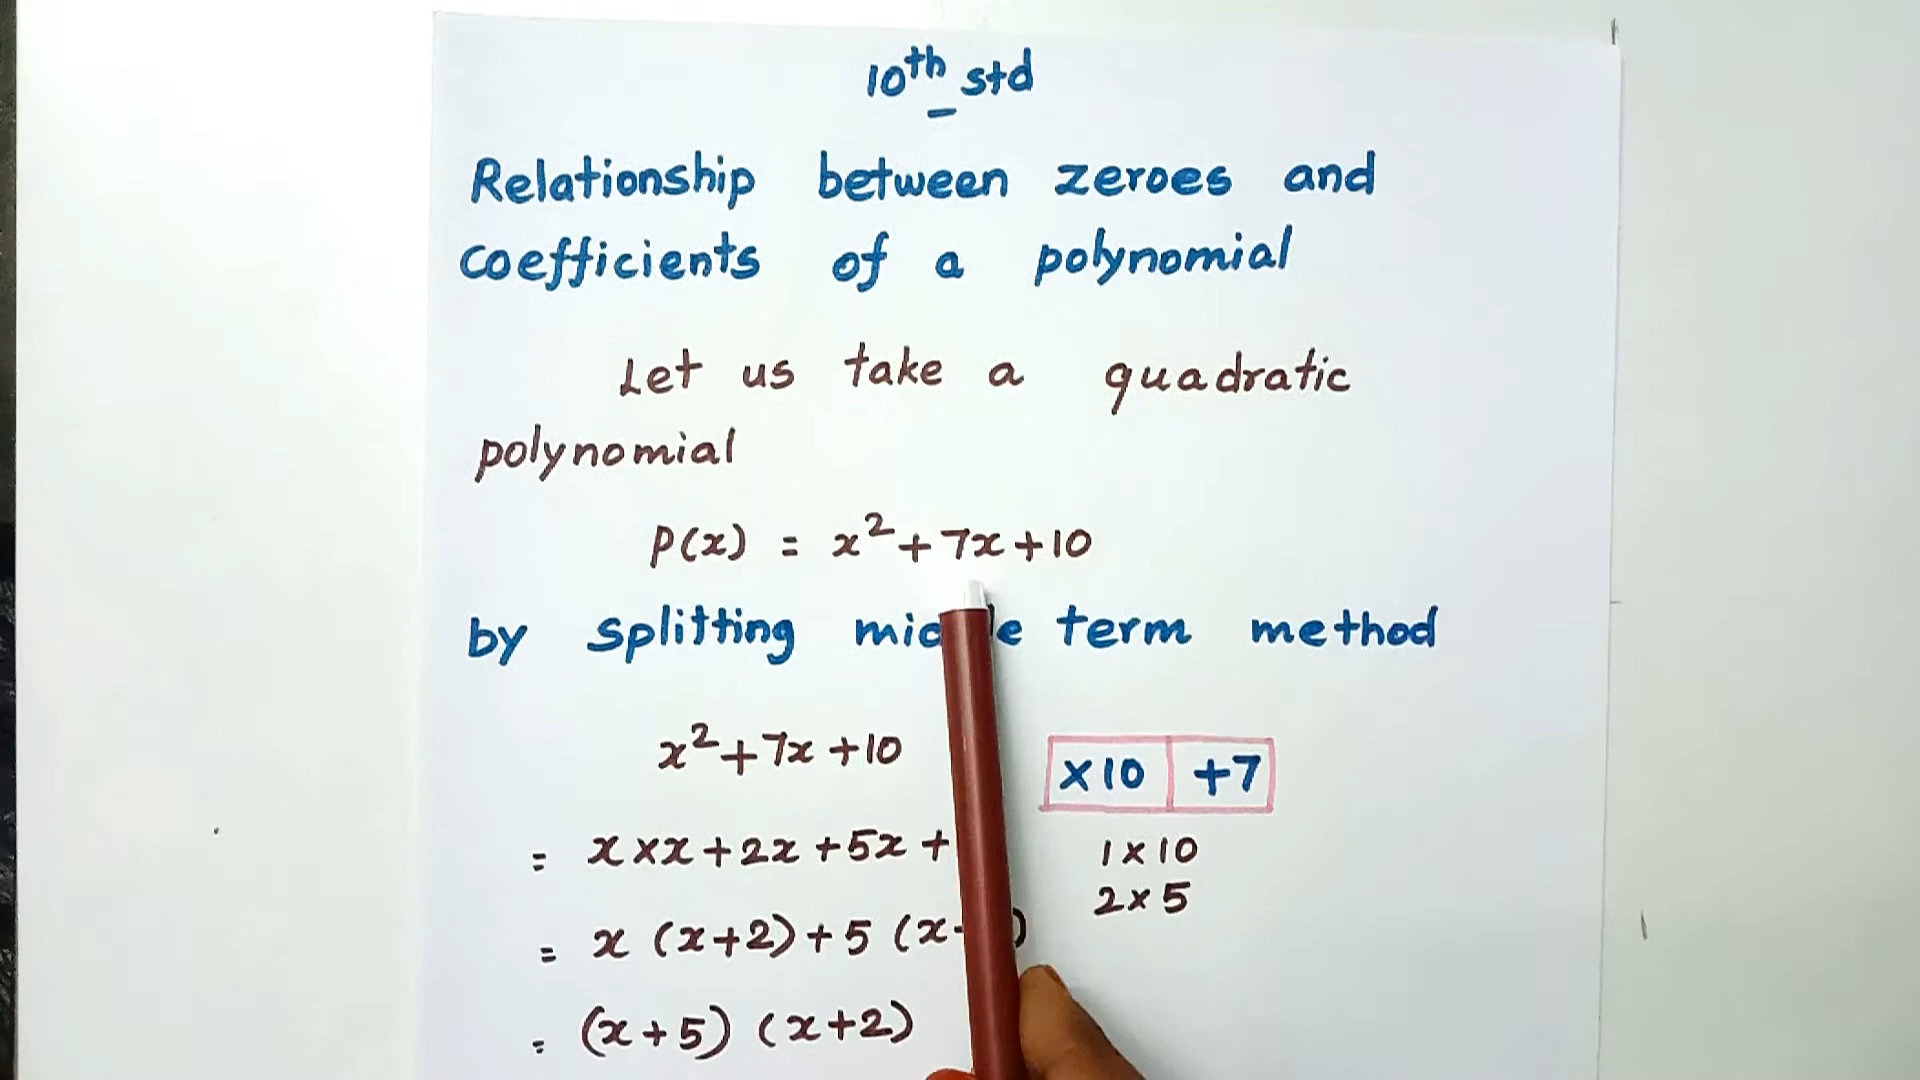 10th std
Relationship between zeroes and
coefficients of a polynomial
Let us take a quadratic
polynomial
P(x) = x² + 7x + 10
by splitting term method
x² + 7x + 10
×10 +7
= x × x + 2x + 5x +
1 × 10
2 × 5
= x (x+2) + 5 (x
= (x + 5) (x + 2)